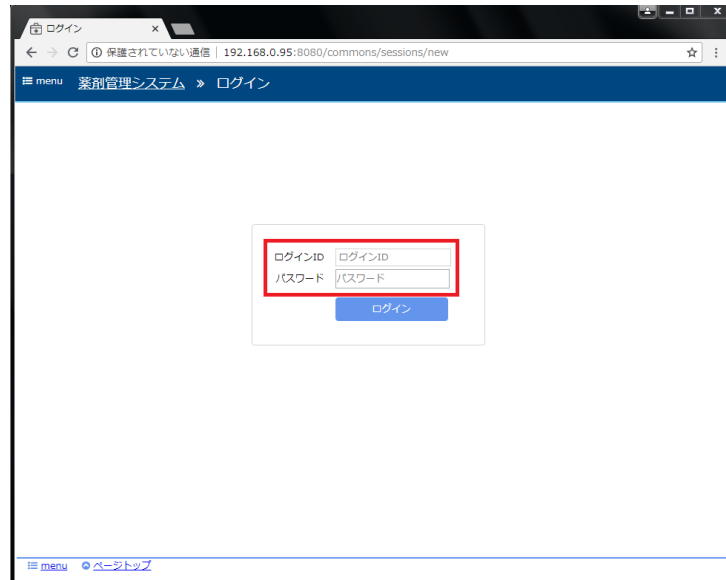 ログイン
保護されていない通信 | 192.168.0.95:8080/commons/sessions/new
menu 薬剤管理システム » ログイン
ログインID ログインID
パスワード パスワード
ログイン
menu ページトップ